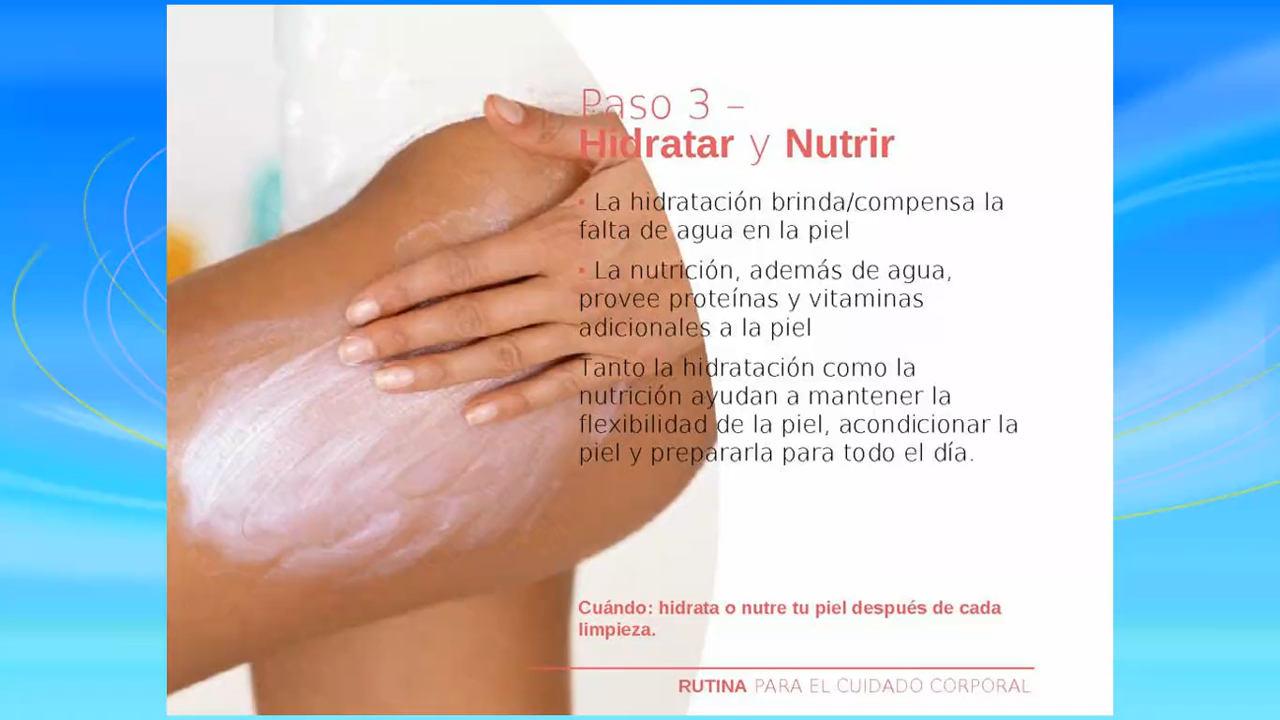 Paso 3 –
Hidratar y Nutrir
• La hidratación brinda/compensa la
falta de agua en la piel
• La nutrición, además de agua,
provee proteínas y vitaminas
adicionales a la piel
Tanto la hidratación como la
nutrición ayudan a mantener la
flexibilidad de la piel, acondicionar la
piel y prepararla para todo el día.
Cuándo: hidrata o nutre tu piel después de cada
limpieza.
RUTINA PARA EL CUIDADO CORPORAL